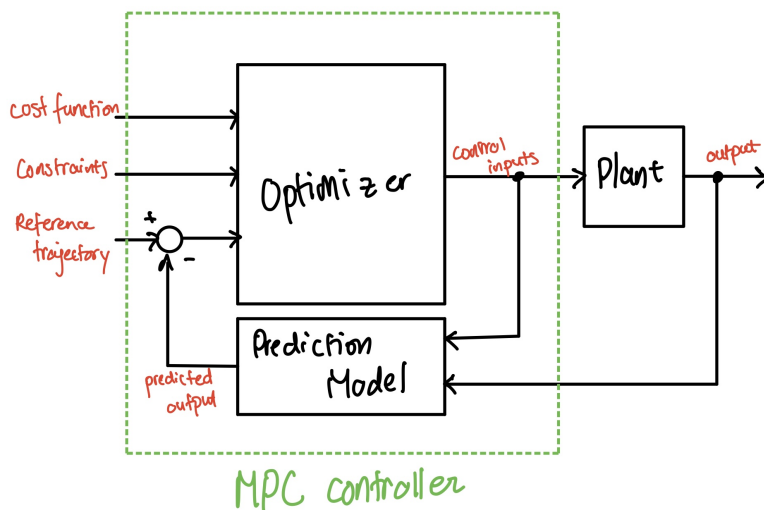 cost function
Constraints
Reference
trajectory
+
-
Optimizer
control
inputs
Plant
output
Prediction
Model
predicted
output
MPC controller